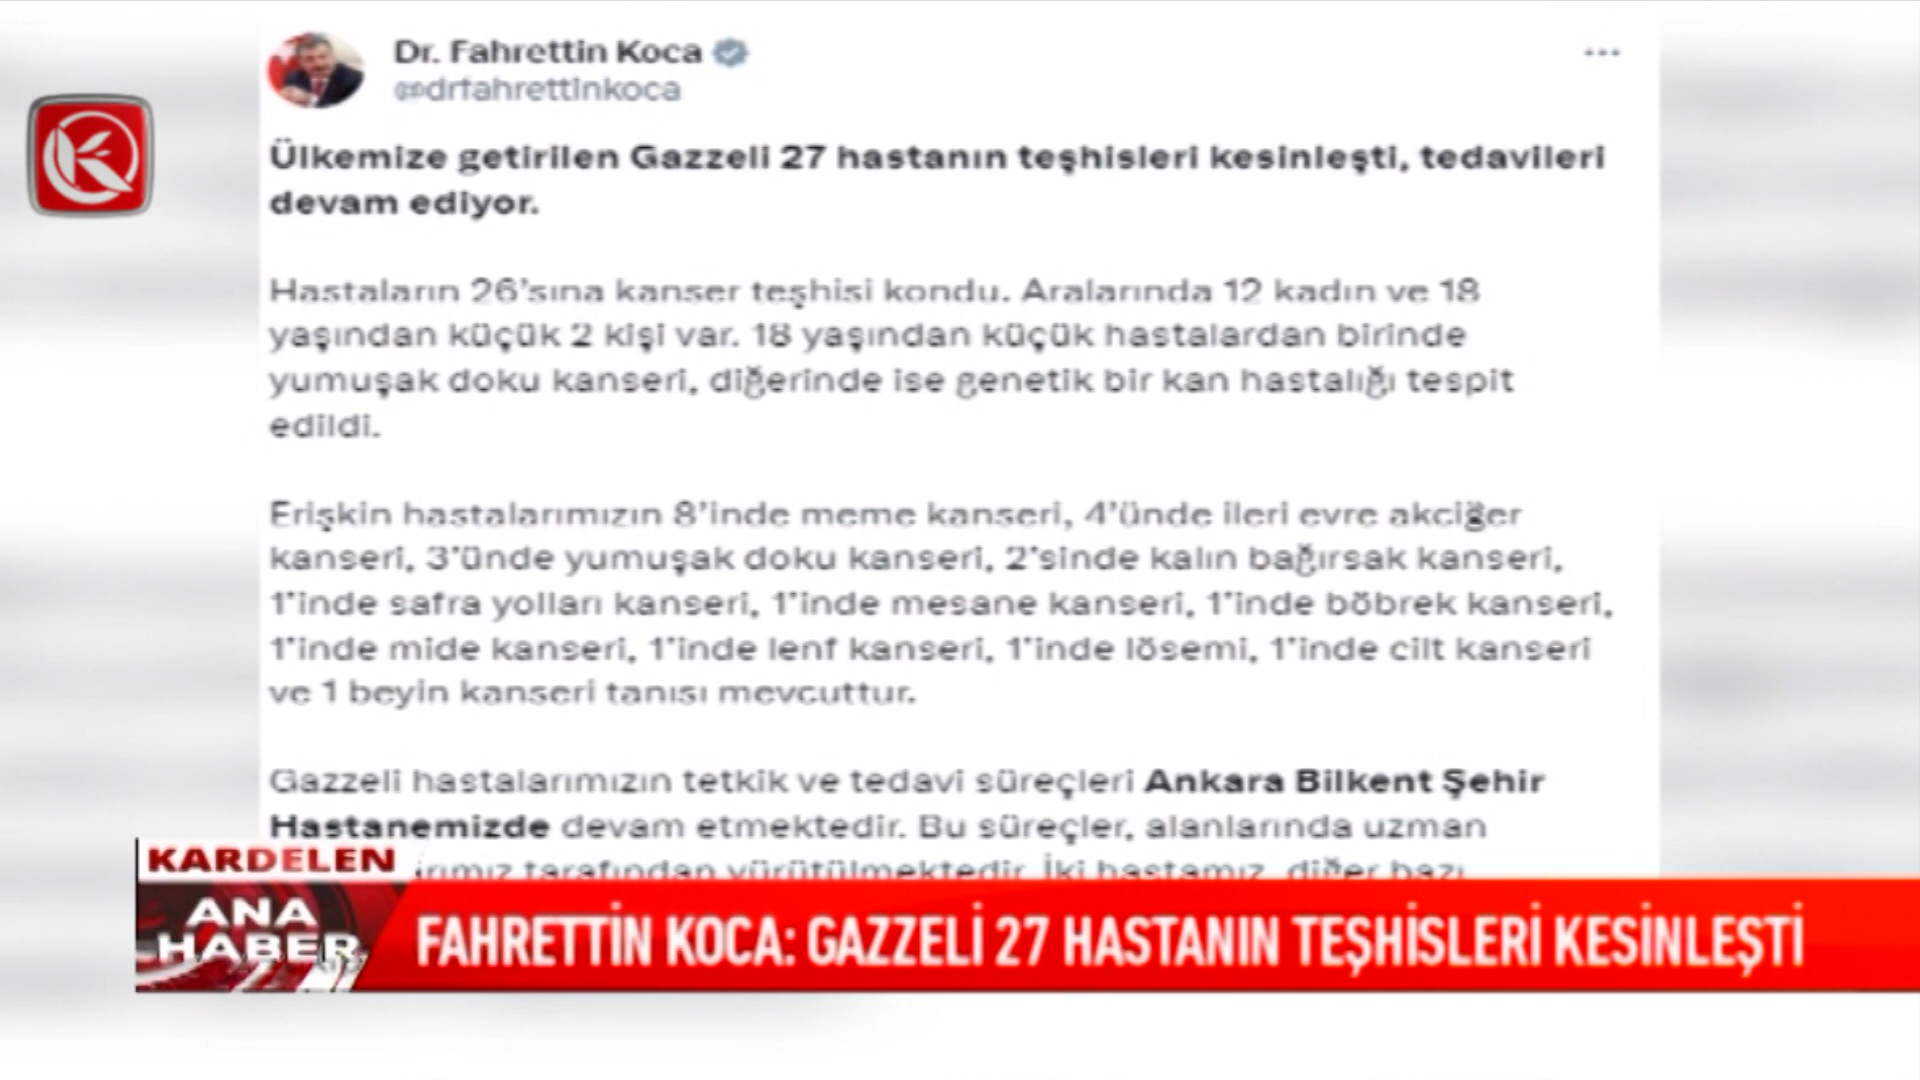 Dr. Fahrettin Koca
@drfahrettinkoca
Ülkemize getirilen Gazzeli 27 hastanın teşhisleri kesinleşti, tedavileri
devam ediyor.
Hastaların 26'sına kanser teşhisi kondu. Aralarında 12 kadın ve 18
yaşından küçük 2 kişi var. 18 yaşından küçük hastalardan birinde
yumuşak doku kanseri, diğerinde ise genetik bir kan hastalığı tespit
edildi.
Erişkin hastalarımızın 8'inde meme kanseri, 4'ünde ileri evre akciğer
kanseri, 3'ünde yumuşak doku kanseri, 2'sinde kalın bağırsak kanseri,
1'inde safra yolları kanseri, 1'inde mesane kanseri, 1'inde böbrek kanseri,
1'inde mide kanseri, 1'inde lenf kanseri, 1'inde lösemi, 1'inde cilt kanseri
ve 1 beyin kanseri tanısı mevcuttur.
Gazzeli hastalarımızın tetkik ve tedavi süreçleri Ankara Bilkent Şehir
Hastanemizde devam etmektedir. Bu süreçler, alanlarında uzman
tarafından yürütülmektedir. İki hastamız, diğer bazı
KARDELEN
ANA
HABER
FAHRETTİN KOCA: GAZZELİ 27 HASTANIN TEŞHİSLERİ KESİNLEŞTİ